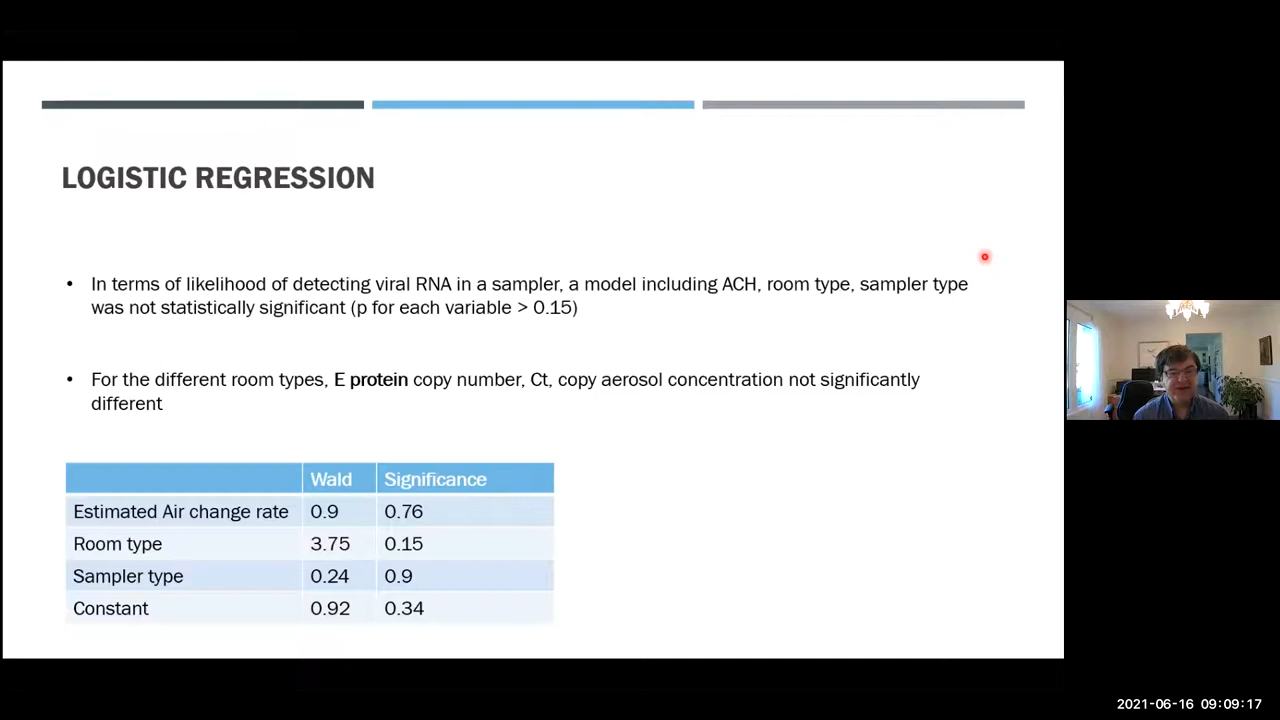 LOGISTIC REGRESSION
• In terms of likelihood of detecting viral RNA in a sampler, a model including ACH, room type, sampler type
was not statistically significant (p for each variable > 0.15)
• For the different room types, E protein copy number, Ct, copy aerosol concentration not significantly
different
Wald Significance
Estimated Air change rate 0.9 0.76
Room type 3.75 0.15
Sampler type 0.24 0.9
Constant 0.92 0.34
2021-06-16 09:09:17